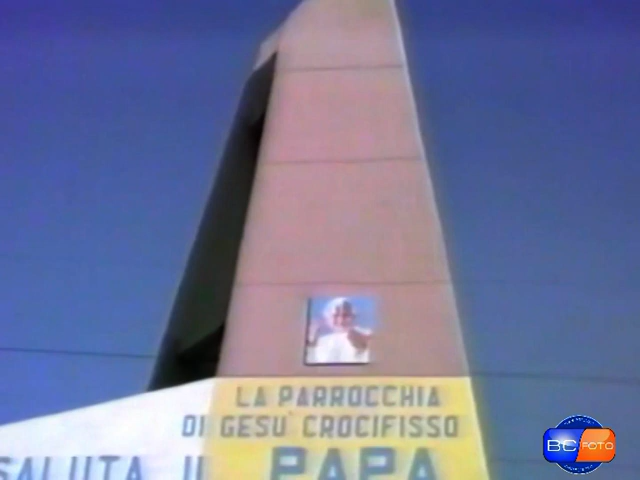 LA PARROCCHIA
DI GESU' CROCIFISSO
SALUTA IL PAPA
BC FOTO